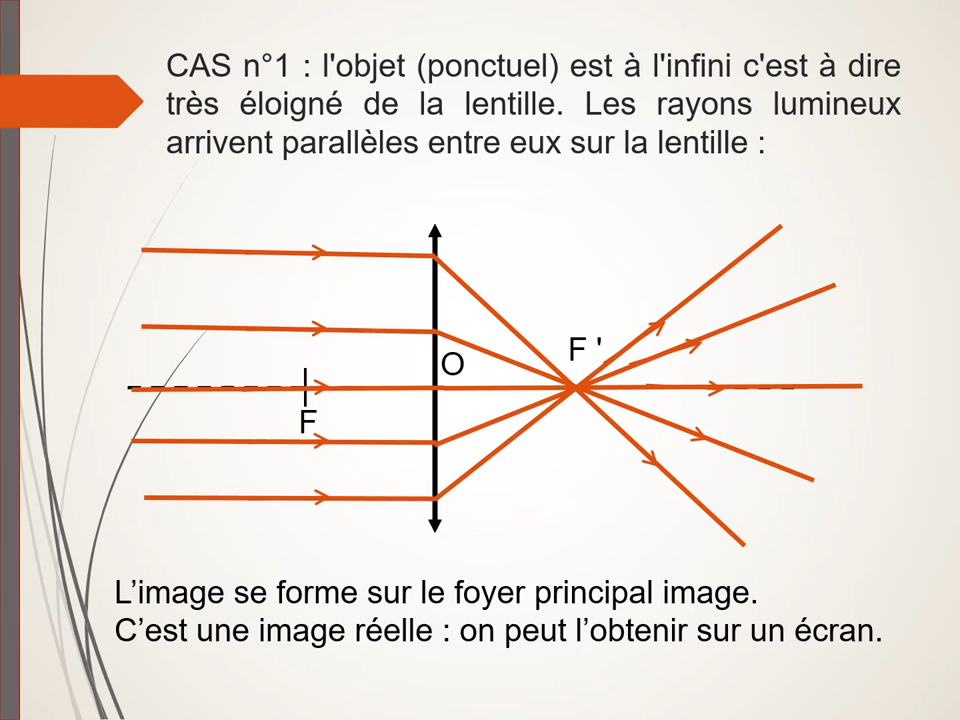 CAS n°1 : l'objet (ponctuel) est à l'infini c'est à dire
très éloigné de la lentille. Les rayons lumineux
arrivent parallèles entre eux sur la lentille :
F '
O
F
L’image se forme sur le foyer principal image.
C’est une image réelle : on peut l’obtenir sur un écran.